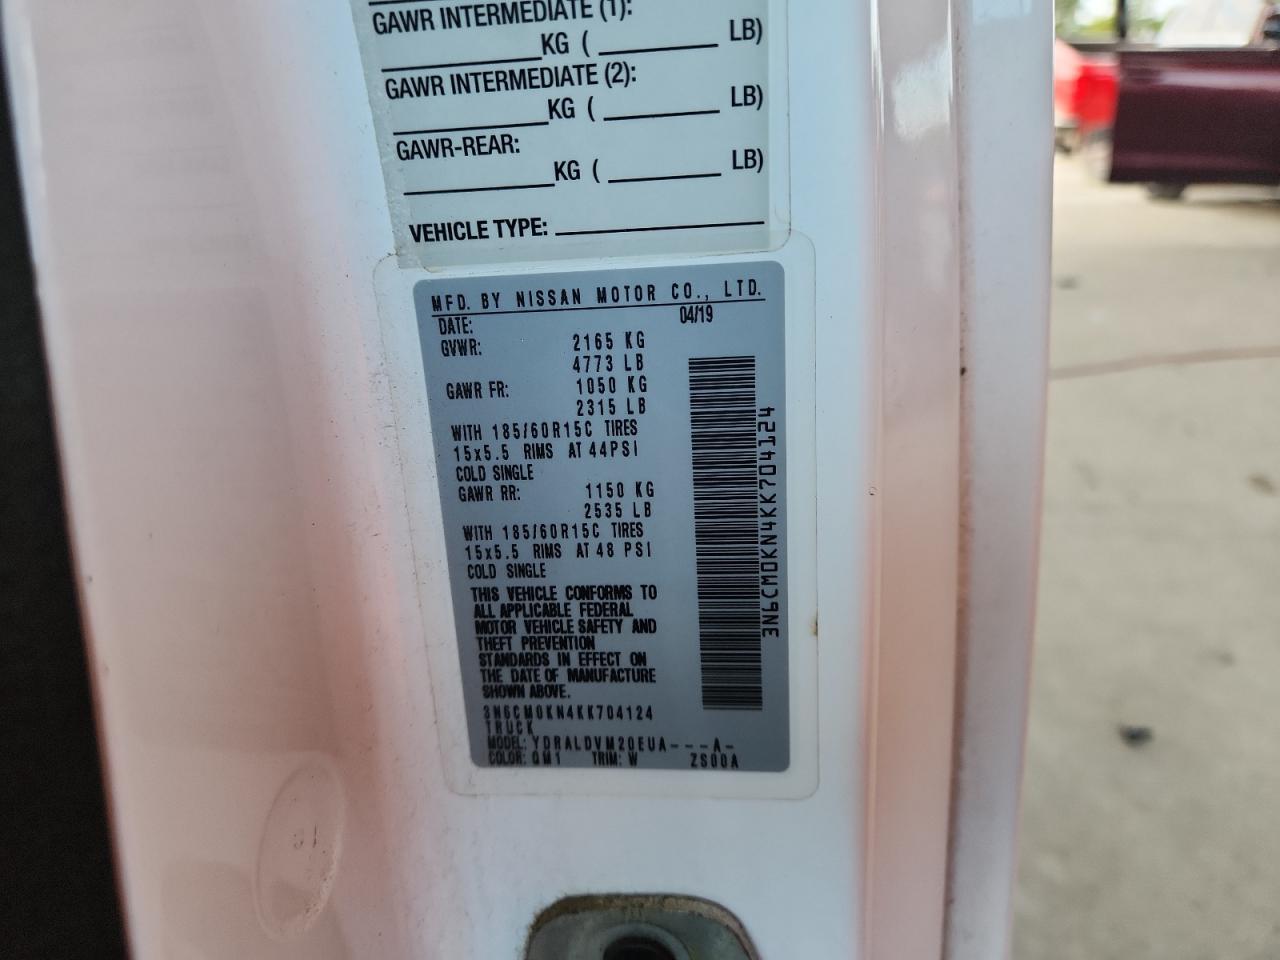 GAWR INTERMEDIATE (1):
KG ( LB)
GAWR INTERMEDIATE (2):
KG ( LB)
GAWR-REAR:
KG ( LB)
VEHICLE TYPE:
MFD. BY NISSAN MOTOR CO., LTD.
DATE: 04/19
GVWR: 2165 KG
4773 LB
GAWR FR: 1050 KG
2315 LB
WITH 185/60R15C TIRES
15x5.5 RIMS AT 44PSI
COLD SINGLE
GAWR RR: 1150 KG
2535 LB
WITH 185/60R15C TIRES
15x5.5 RIMS AT 48 PSI
COLD SINGLE
THIS VEHICLE CONFORMS TO
ALL APPLICABLE FEDERAL
MOTOR VEHICLE SAFETY AND
THEFT PREVENTION
STANDARDS IN EFFECT ON
THE DATE OF MANUFACTURE
SHOWN ABOVE.
3N6CM0KN4KK704124
TRUCK
MODEL: YDRALDVM20EUA---A-
COLOR: QM1 TRIM: W ZS00A
3N6CM0KN4KK704124